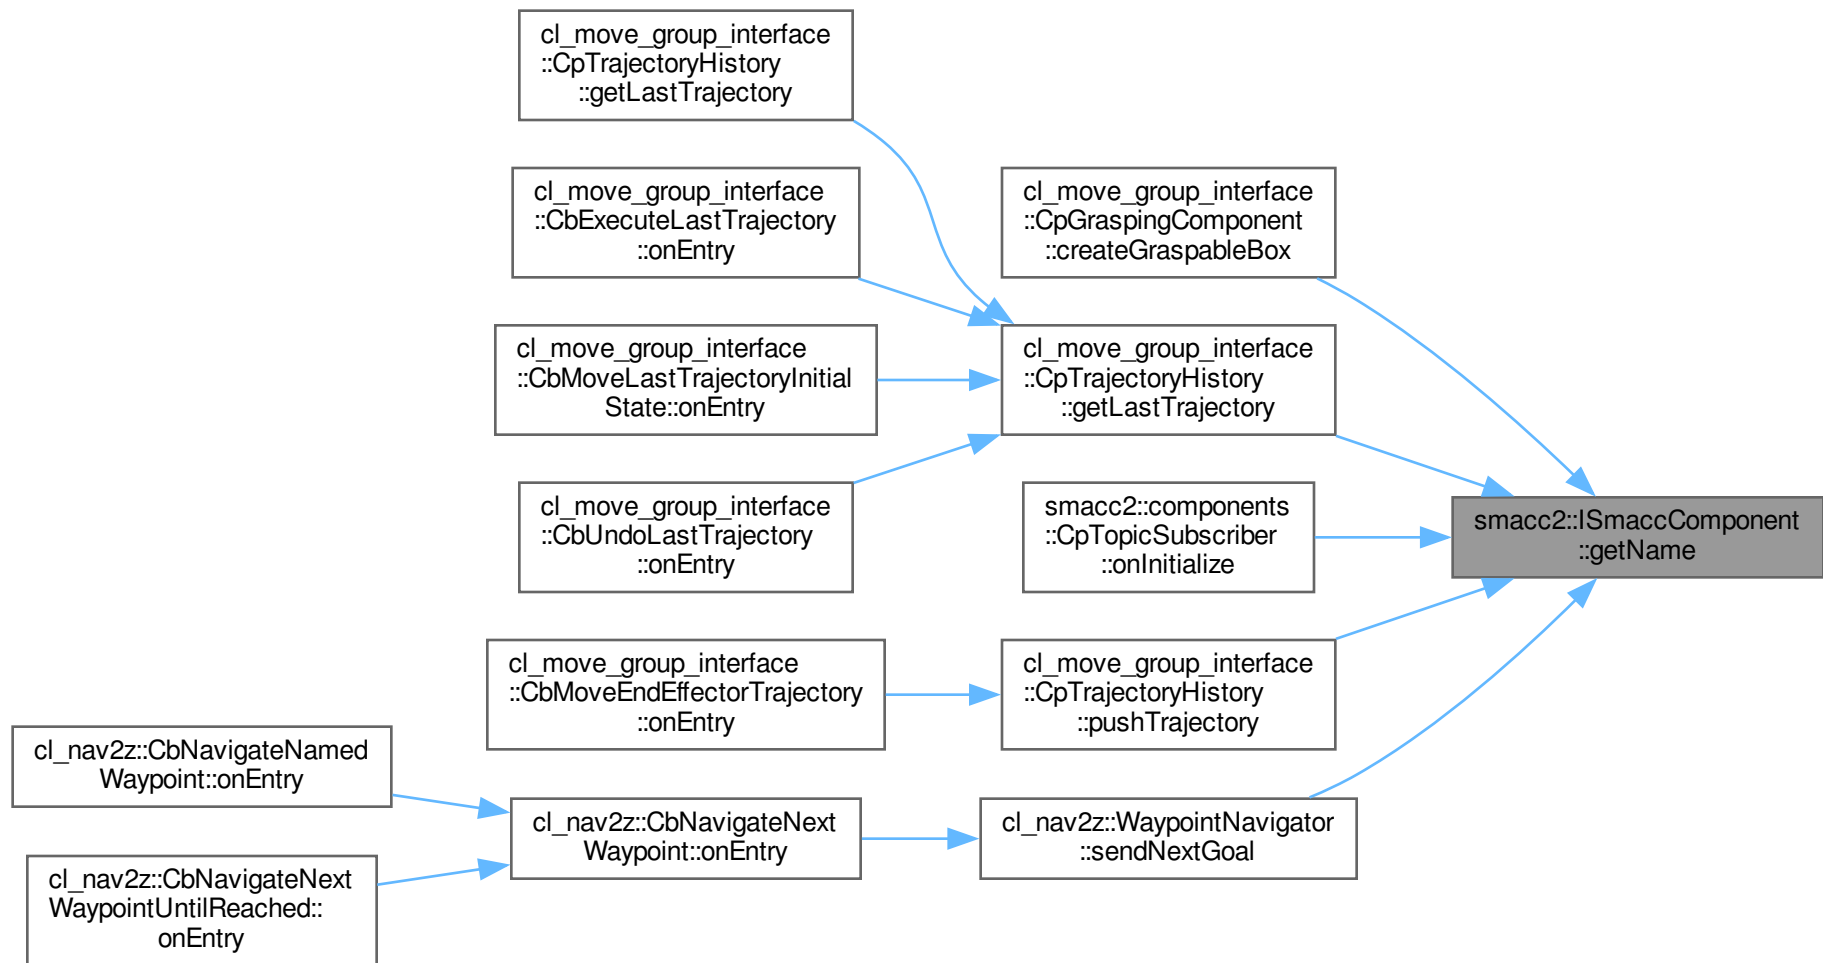 cl_move_group_interface
::CpTrajectoryHistory
::getLastTrajectory
cl_move_group_interface
::CbExecuteLastTrajectory
::onEntry
cl_move_group_interface
::CpGraspingComponent
::createGraspableBox
cl_move_group_interface
::CbMoveLastTrajectoryInitial
State::onEntry
cl_move_group_interface
::CpTrajectoryHistory
::getLastTrajectory
cl_move_group_interface
::CbUndoLastTrajectory
::onEntry
smacc2::components
::CpTopicSubscriber
::onInitialize
smacc2::ISmaccComponent
::getName
cl_move_group_interface
::CbMoveEndEffectorTrajectory
::onEntry
cl_move_group_interface
::CpTrajectoryHistory
::pushTrajectory
cl_nav2z::CbNavigateNamed
Waypoint::onEntry
cl_nav2z::CbNavigateNext
Waypoint::onEntry
cl_nav2z::WaypointNavigator
::sendNextGoal
cl_nav2z::CbNavigateNext
WaypointUntilReached::
onEntry